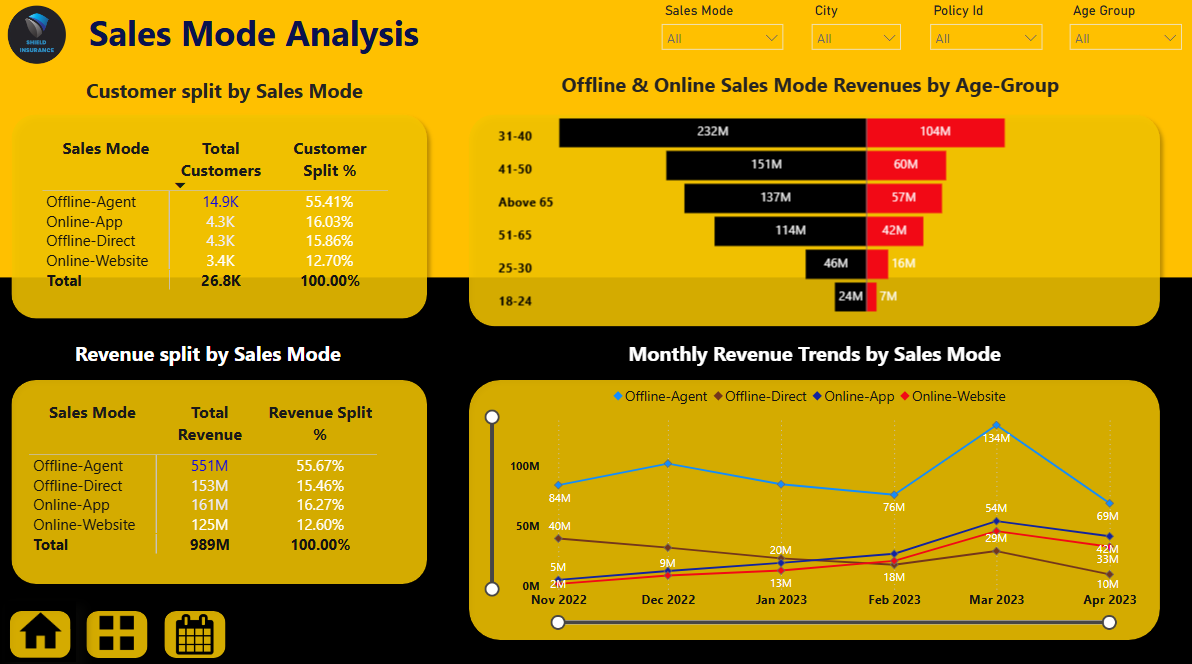 SHIELD
INSURANCE
Sales Mode Analysis
Sales Mode
City
Policy Id
Age Group
All
All
All
All
Customer split by Sales Mode
Sales Mode Total Customers Customer Split %
Offline-Agent 14.9K 55.41%
Online-App 4.3K 16.03%
Offline-Direct 4.3K 15.86%
Online-Website 3.4K 12.70%
Total 26.8K 100.00%
Offline & Online Sales Mode Revenues by Age-Group
31-40 232M 104M
41-50 151M 60M
Above 65 137M 57M
51-65 114M 42M
25-30 46M 16M
18-24 24M 7M
Revenue split by Sales Mode
Sales Mode Total Revenue Revenue Split %
Offline-Agent 551M 55.67%
Offline-Direct 153M 15.46%
Online-App 161M 16.27%
Online-Website 125M 12.60%
Total 989M 100.00%
Monthly Revenue Trends by Sales Mode
Offline-Agent Offline-Direct Online-App Online-Website
134M
100M
84M
76M
69M
54M
50M
40M
20M
29M
42M
33M
5M
9M
18M
13M
10M
0M
2M
Nov 2022 Dec 2022 Jan 2023 Feb 2023 Mar 2023 Apr 2023